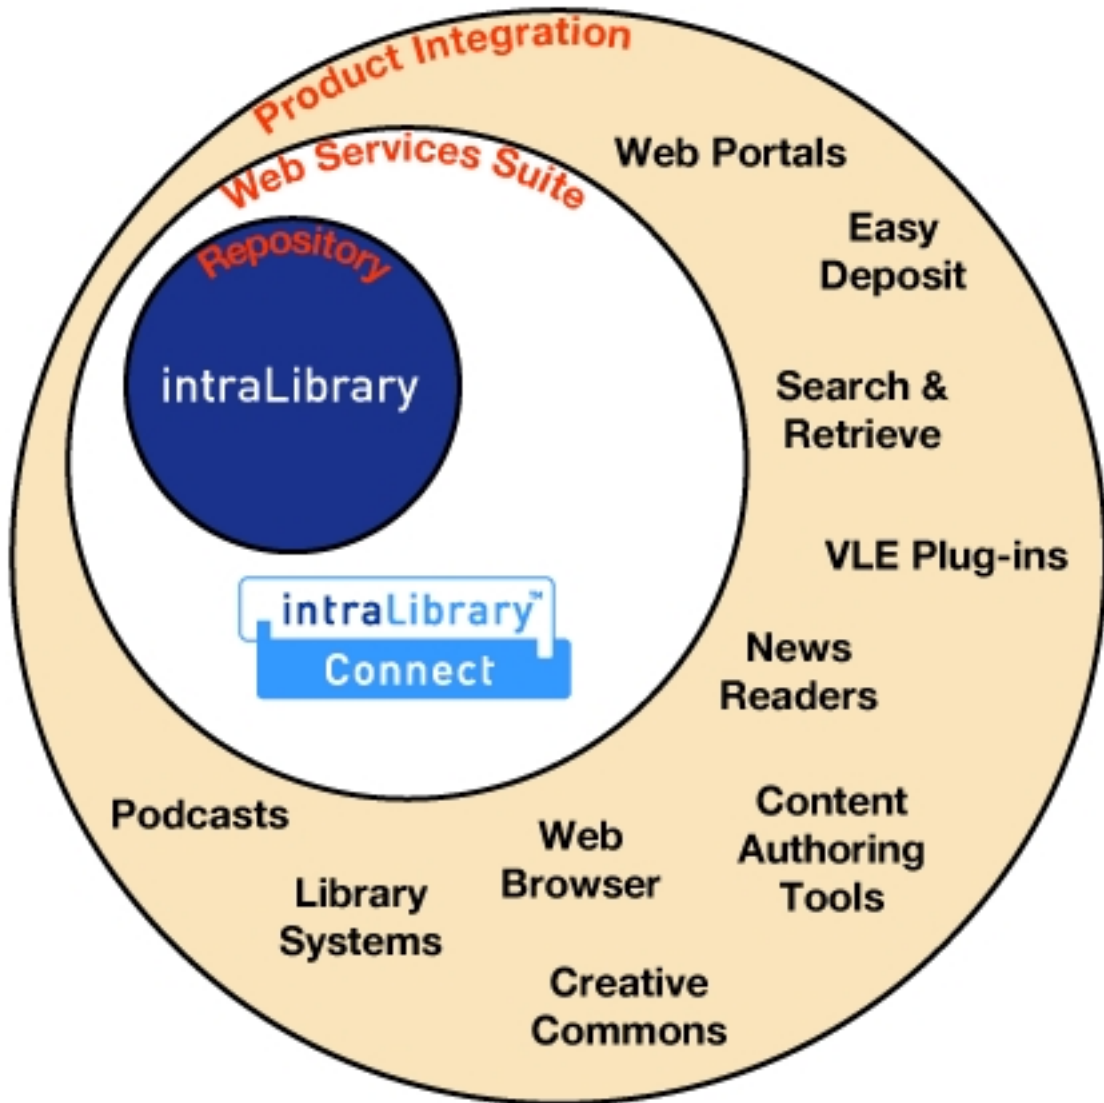 Product Integration
Web Services Suite
Repository
intraLibrary
intraLibrary™
Connect
Web Portals
Easy
Deposit
Search &
Retrieve
VLE Plug-ins
News
Readers
Content
Authoring
Tools
Web
Browser
Podcasts
Library
Systems
Creative
Commons